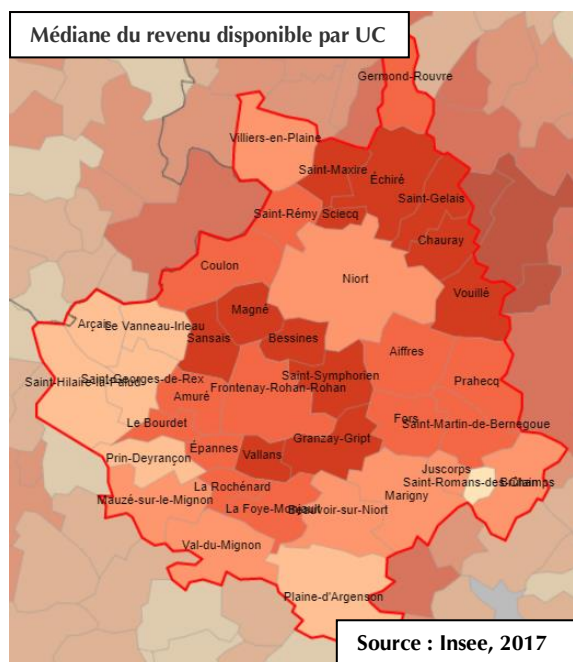 Médiane du revenu disponible par UC
Germond-Rouvre
Villiers-en-Plaine
Saint-Maxire
Échiré
Saint-Gelais
Saint-Rémy
Sciecq
Chauray
Coulon
Niort
Vouillé
Magné
Arçais
Le Vanneau-Irleau
Sansais
Bessines
Aiffres
Saint-Hilaire-la-Palud
Saint-Georges-de-Rex
Saint-Symphorien
Prahecq
Amuré
Frontenay-Rohan-Rohan
Le Bourdet
Fors
Saint-Martin-de-Bernegoue
Granzay-Gript
Épannes
Prin-Deyrançon
Vallans
Juscorps
La Rochénard
Saint-Romans-des-Champs
Brûlain
Mauzé-sur-le-Mignon
Marigny
La Foye-Monjault
Beauvoir-sur-Niort
Val-du-Mignon
Plaine-d'Argenson
Source : Insee, 2017